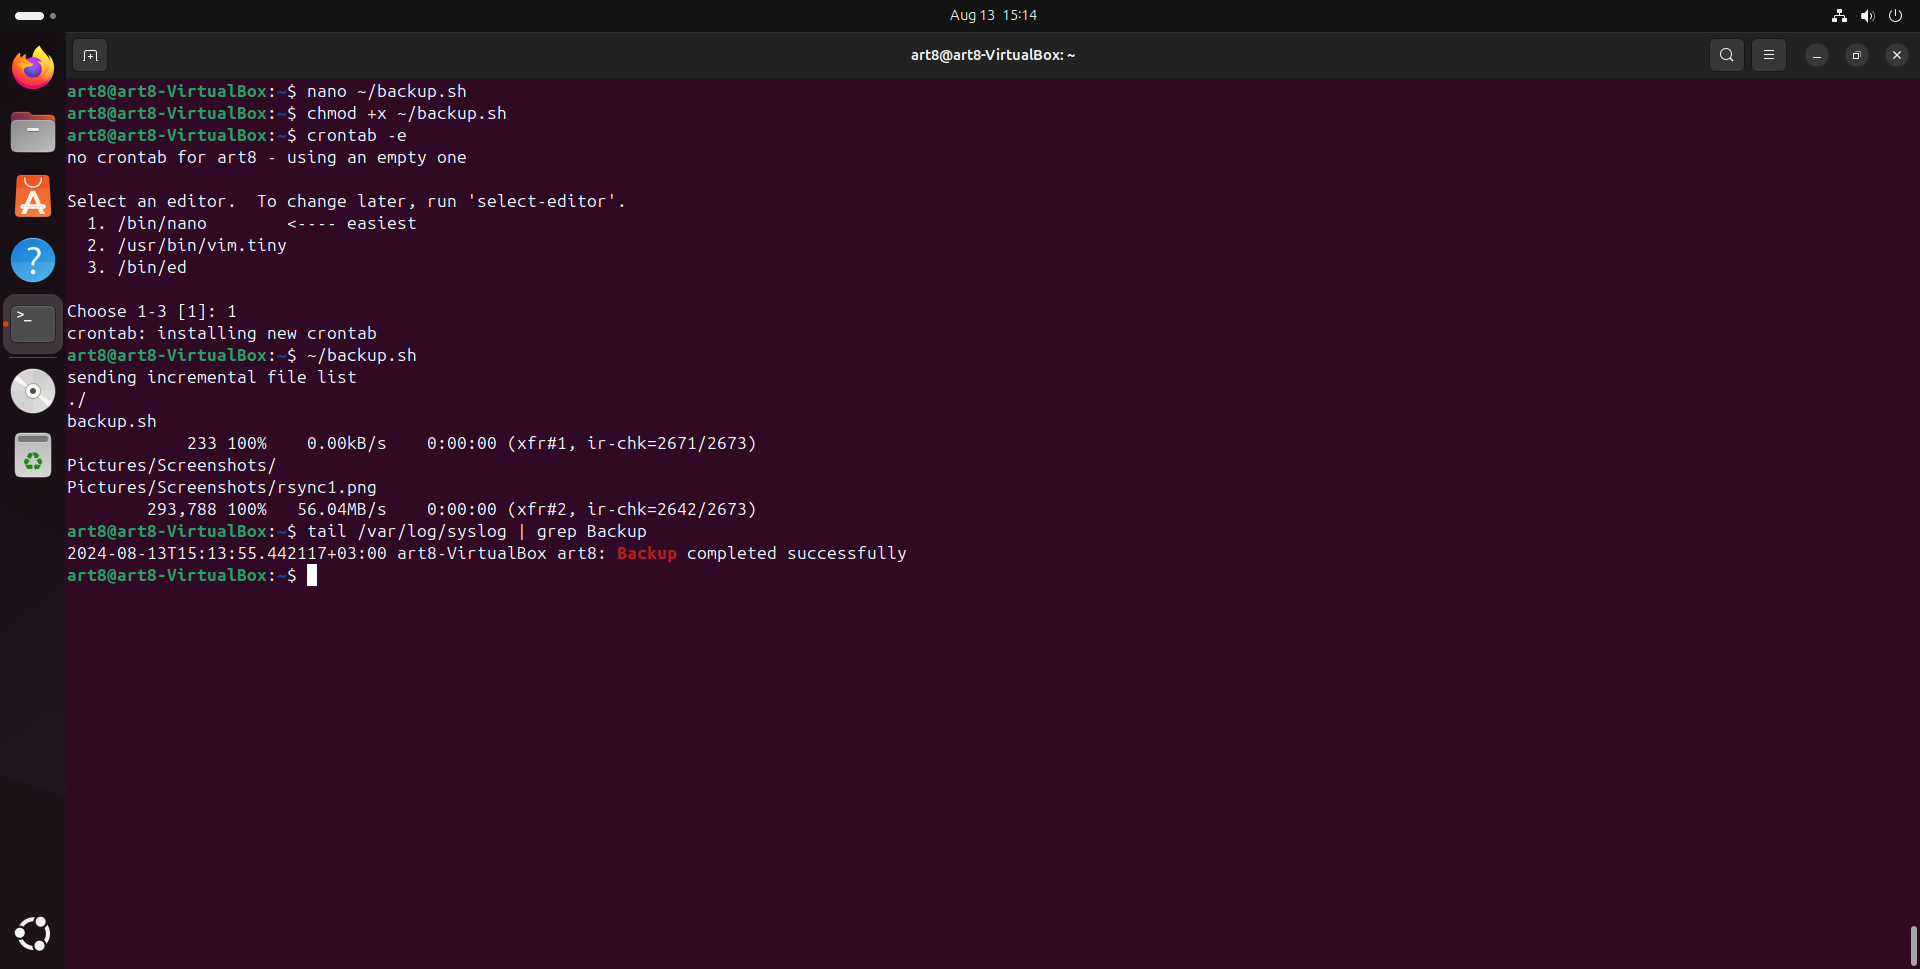 Aug 13 15:14
art8@art8-VirtualBox: ~
art8@art8-VirtualBox:~$ nano ~/backup.sh
art8@art8-VirtualBox:~$ chmod +x ~/backup.sh
art8@art8-VirtualBox:~$ crontab -e
no crontab for art8 - using an empty one
Select an editor.  To change later, run 'select-editor'.
  1. /bin/nano        <---- easiest
  2. /usr/bin/vim.tiny
  3. /bin/ed
Choose 1-3 [1]: 1
crontab: installing new crontab
art8@art8-VirtualBox:~$ ~/backup.sh
sending incremental file list
./
backup.sh
            233 100%    0.00kB/s    0:00:00 (xfr#1, ir-chk=2671/2673)
Pictures/Screenshots/
Pictures/Screenshots/rsync1.png
        293,788 100%   56.04MB/s    0:00:00 (xfr#2, ir-chk=2642/2673)
art8@art8-VirtualBox:~$ tail /var/log/syslog | grep Backup
2024-08-13T15:13:55.442117+03:00 art8-VirtualBox art8: Backup completed successfully
art8@art8-VirtualBox:~$